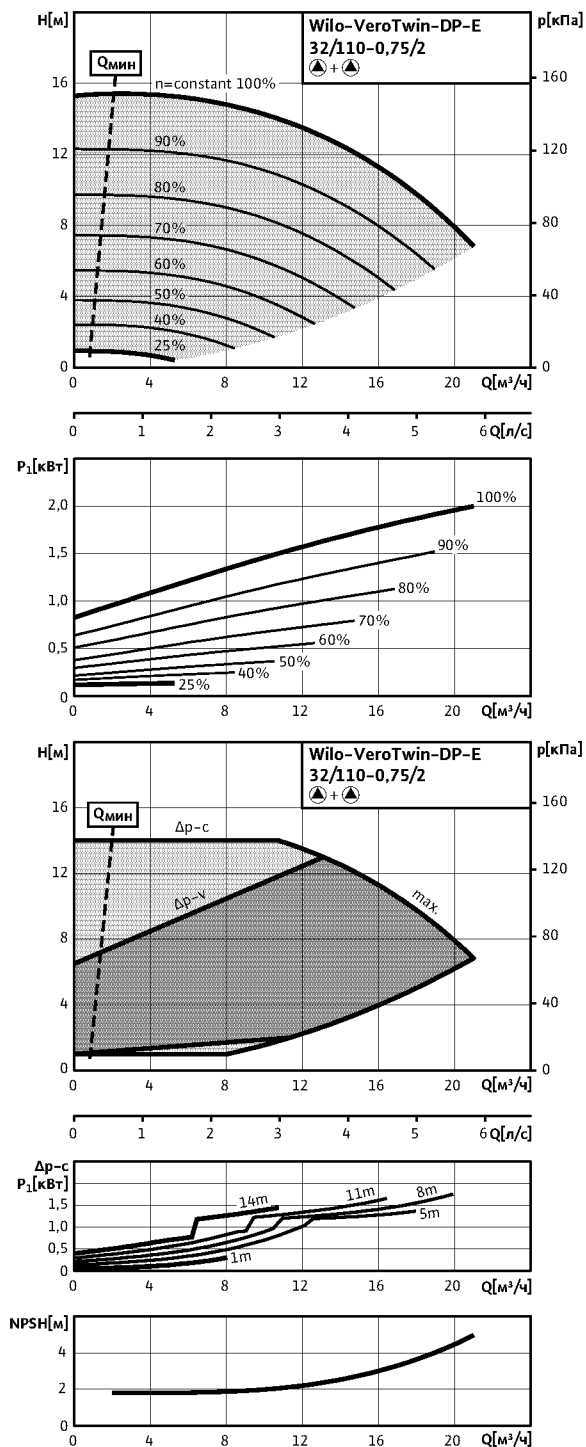 H[м]
p[кПа]
Wilo-VeroTwin-DP-E
32/110-0,75/2
+
Qмин
n=constant 100%
90%
80%
70%
60%
50%
40%
25%
16
12
8
4
0
160
120
80
40
0
0 4 8 12 16 20 Q[м³/ч]
0 1 2 3 4 5 6 Q[л/с]
P₁[кВт]
2,0
1,5
1,0
0,5
0
100%
90%
80%
70%
60%
50%
40%
25%
0 4 8 12 16 20 Q[м³/ч]
H[м]
p[кПа]
Wilo-VeroTwin-DP-E
32/110-0,75/2
+
Qмин
Δp-c
Δp-v
max.
16
12
8
4
0
160
120
80
40
0
0 4 8 12 16 20 Q[м³/ч]
0 1 2 3 4 5 6 Q[л/с]
Δp-c
P₁[кВт]
1,5
1,0
0,5
0
14m
11m
8m
5m
1m
0 4 8 12 16 20 Q[м³/ч]
NPSH[м]
4
2
0
0 4 8 12 16 20 Q[м³/ч]